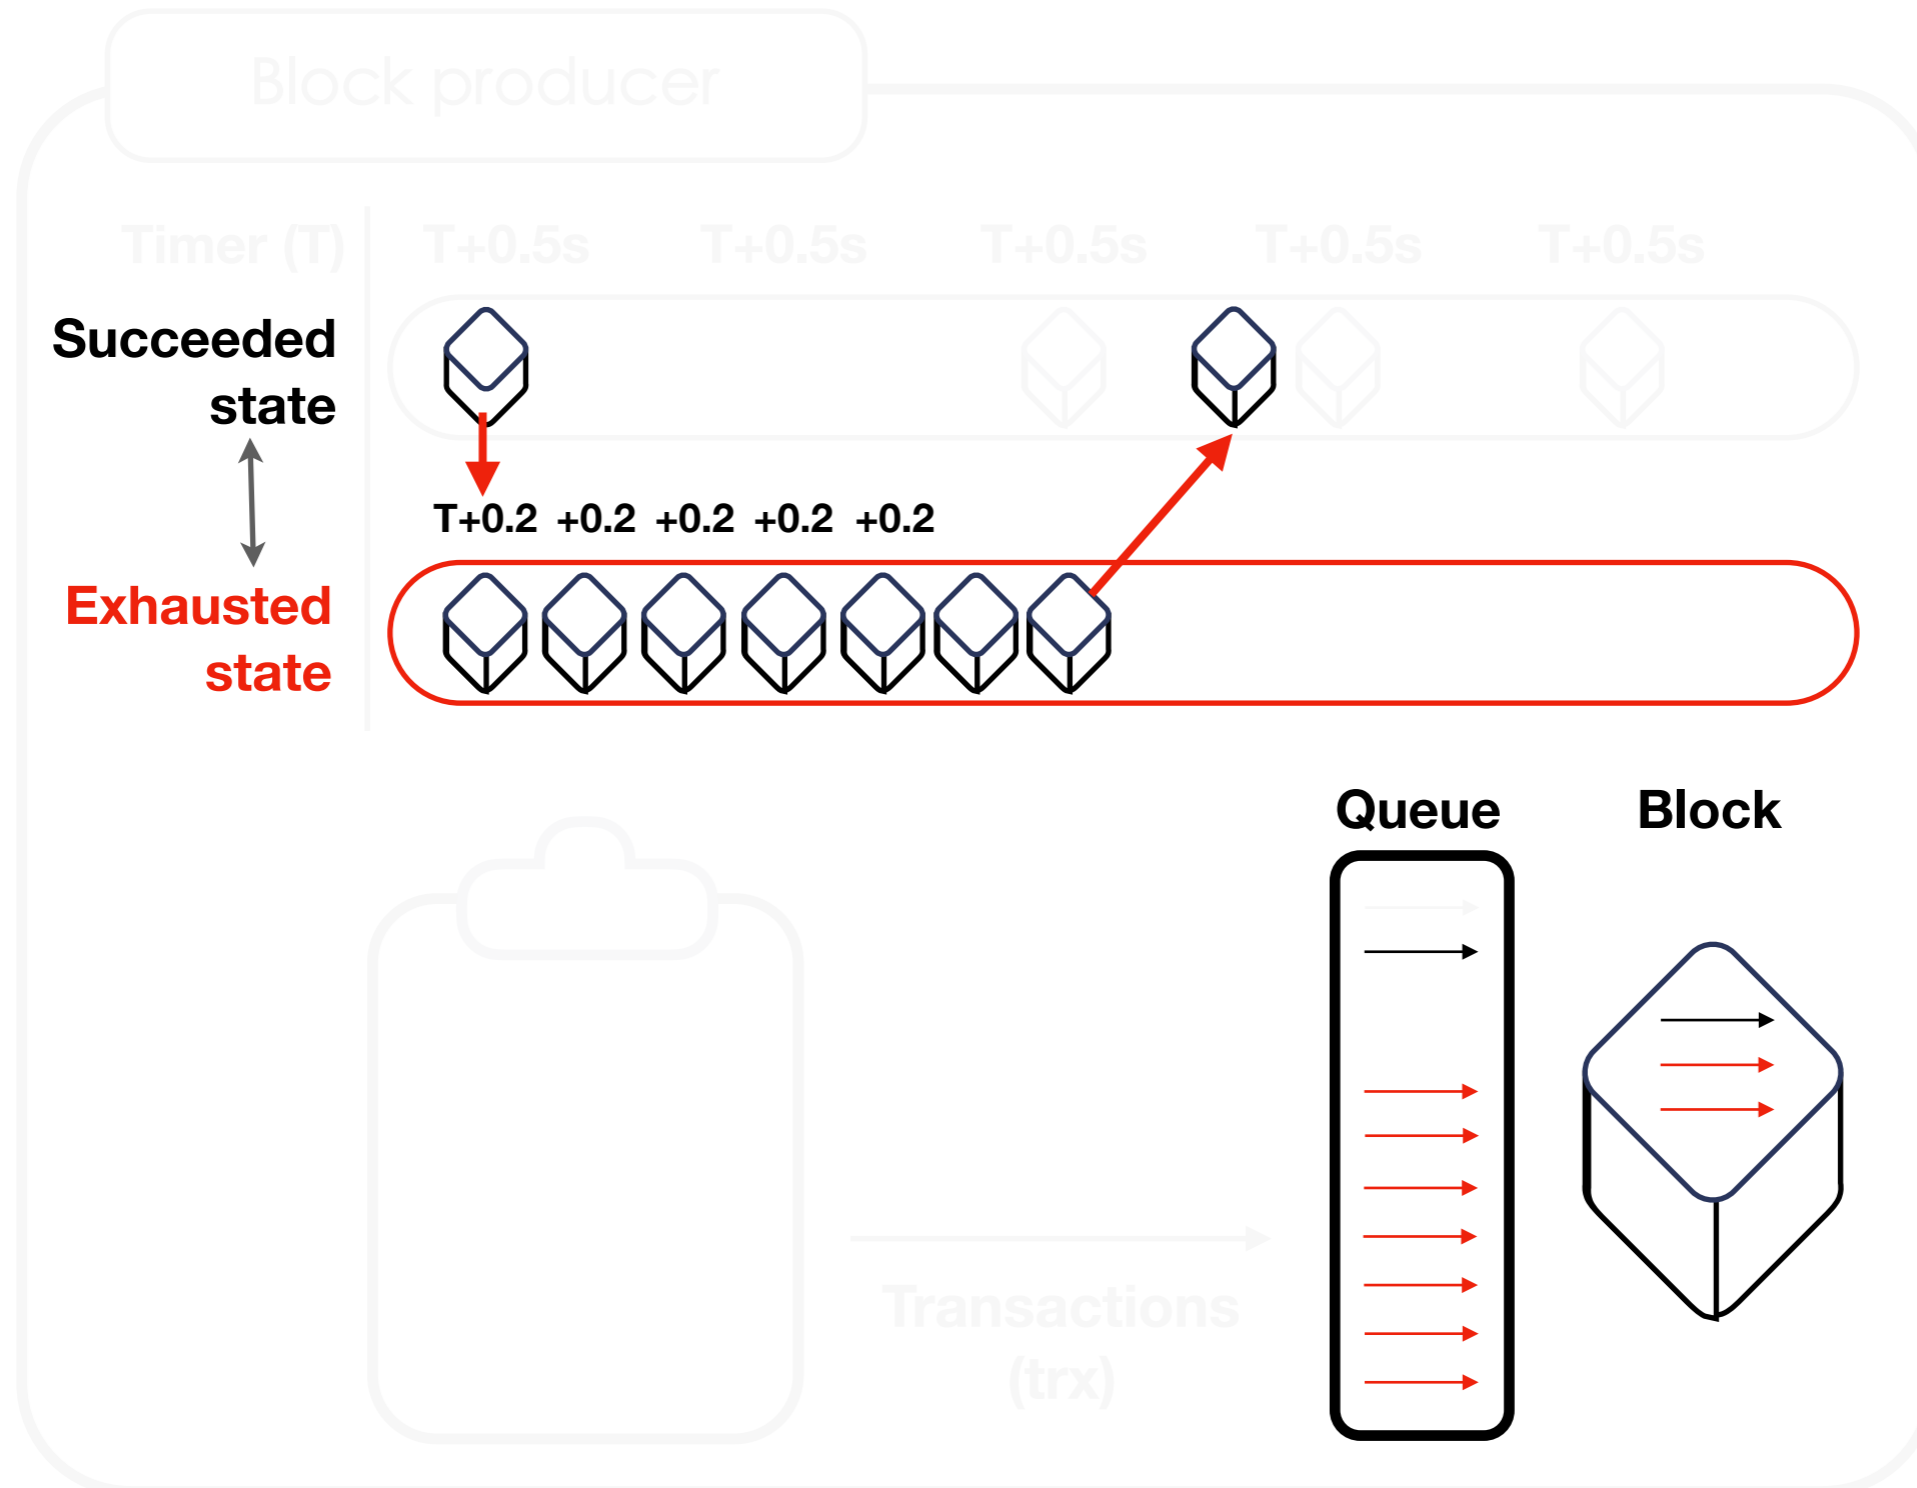 Block producer
Timer (T) T+0.5s T+0.5s T+0.5s T+0.5s T+0.5s
Succeeded
state
T+0.2 +0.2 +0.2 +0.2 +0.2
Exhausted
state
Queue Block
Transactions
(trx)